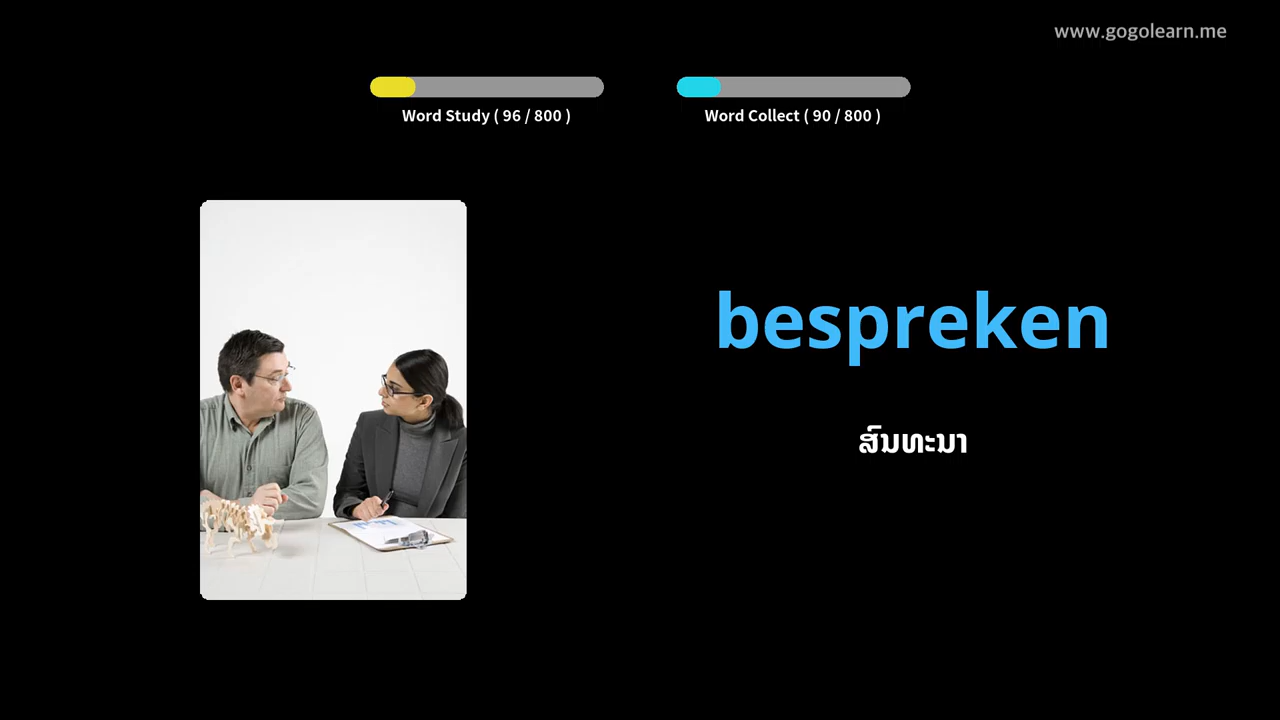 www.gogolearn.me
Word Study ( 96 / 800 )
Word Collect ( 90 / 800 )
bespreken
ສົນທະນາ